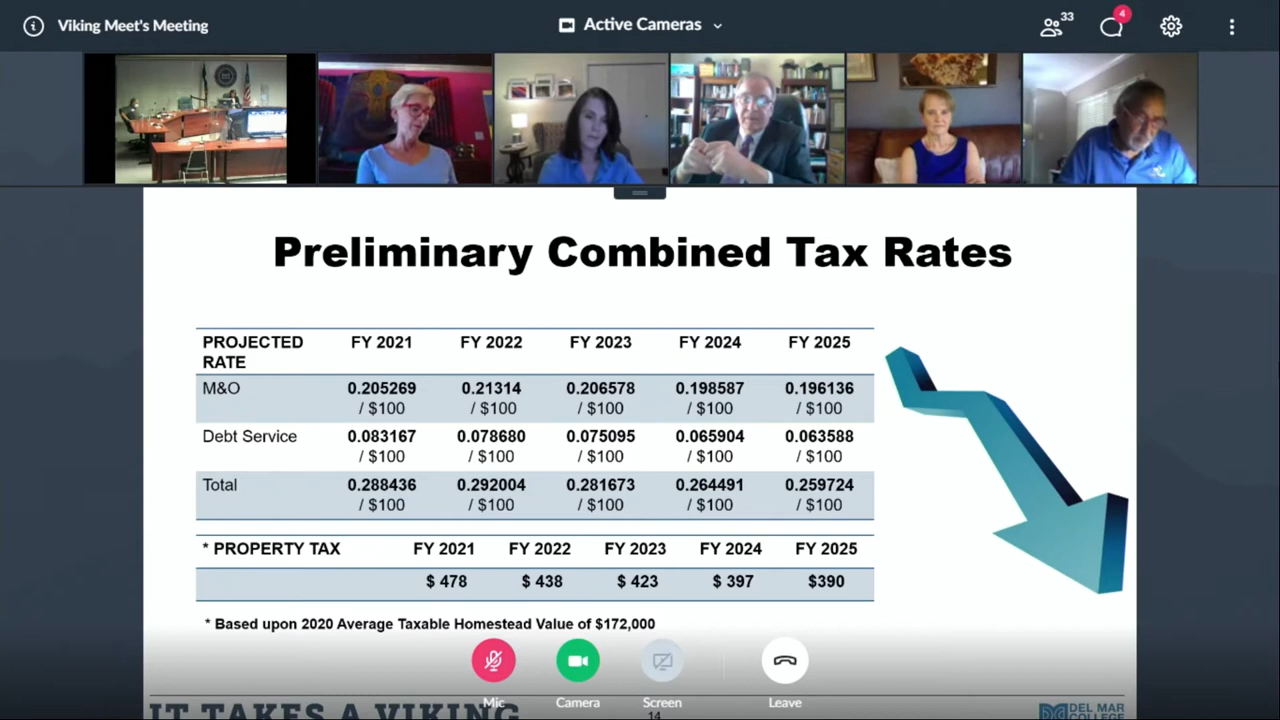 Viking Meet's Meeting
Active Cameras
33
4
Preliminary Combined Tax Rates
PROJECTED RATE FY 2021 FY 2022 FY 2023 FY 2024 FY 2025
M&O 0.205269 / $100 0.21314 / $100 0.206578 / $100 0.198587 / $100 0.196136 / $100
Debt Service 0.083167 / $100 0.078680 / $100 0.075095 / $100 0.065904 / $100 0.063588 / $100
Total 0.288436 / $100 0.292004 / $100 0.281673 / $100 0.264491 / $100 0.259724 / $100
* PROPERTY TAX FY 2021 FY 2022 FY 2023 FY 2024 FY 2025
$ 478 $ 438 $ 423 $ 397 $390
* Based upon 2020 Average Taxable Homestead Value of $172,000
Mic Camera Screen Leave
IT TAKES A VIKING
14
DEL MAR
COLLEGE